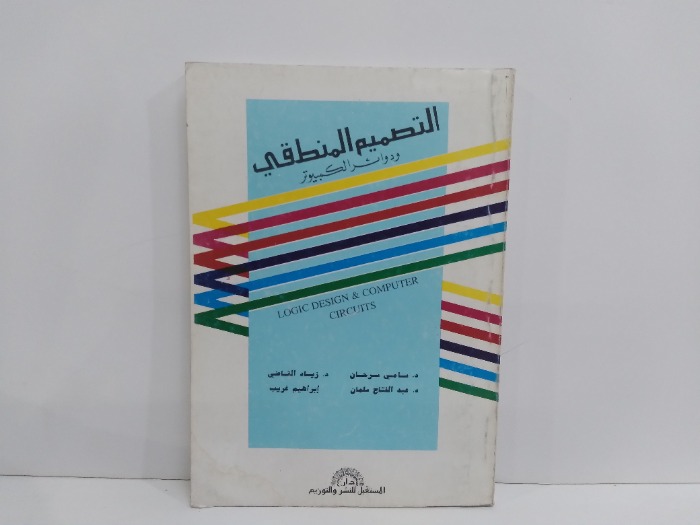 التصميم المنطقي
ودوائر الكمبيوتر
LOGIC DESIGN & COMPUTER
CIRCUITS
د. سامي سرحان د. زياد القاضي
د. عبد الفتاح سلمان إبراهيم غريب
دار
المستقبل للنشر والتوزيع